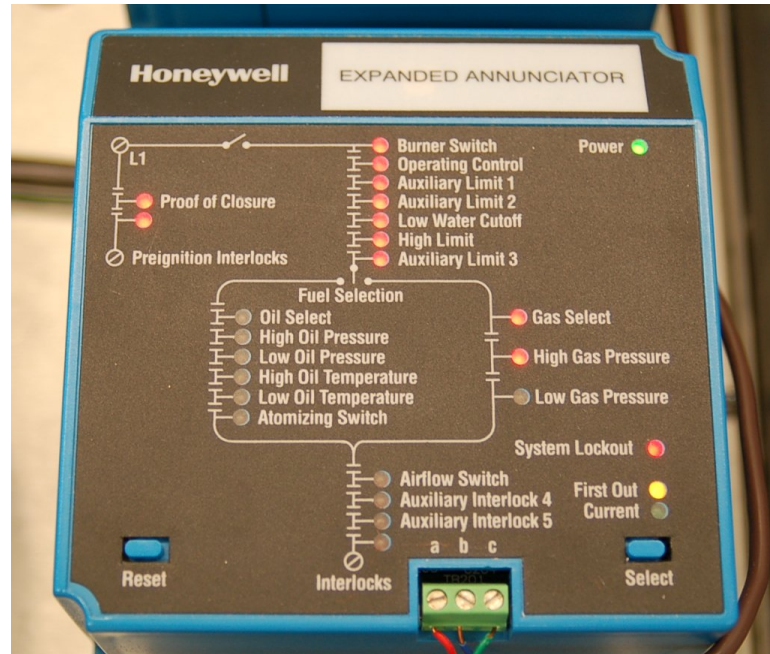 Honeywell
EXPANDED ANNUNCIATOR
L1
Burner Switch
Power
Operating Control
Auxiliary Limit 1
Proof of Closure
Auxiliary Limit 2
Low Water Cutoff
High Limit
Preignition Interlocks
Auxiliary Limit 3
Fuel Selection
Oil Select
Gas Select
High Oil Pressure
Low Oil Pressure
High Gas Pressure
High Oil Temperature
Low Oil Temperature
Low Gas Pressure
Atomizing Switch
System Lockout
Airflow Switch
First Out
Auxiliary Interlock 4
Current
Auxiliary Interlock 5
a b c
Reset
Interlocks
Select